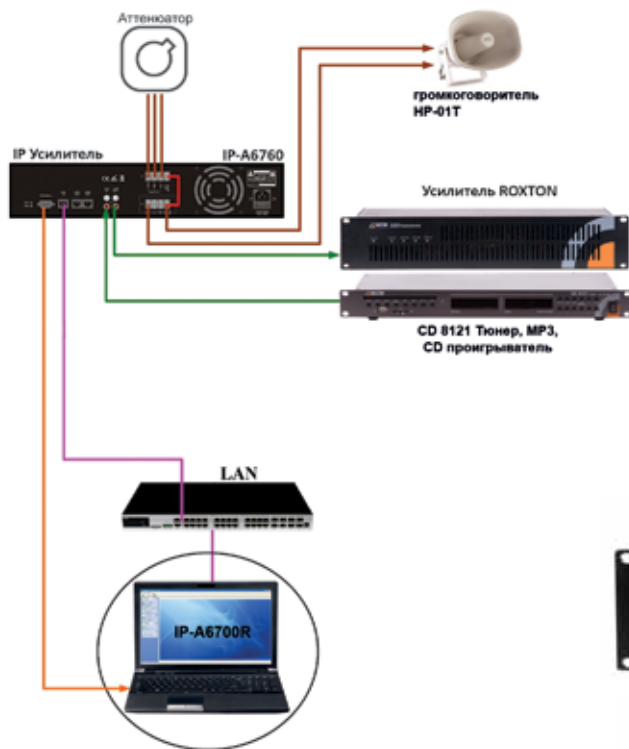 Аттенюатор
громкоговоритель
HP-01T
IP Усилитель
IP-A6760
Усилитель ROXTON
CD 8121 Тюнер, MP3,
CD проигрыватель
LAN
IP-A6700R